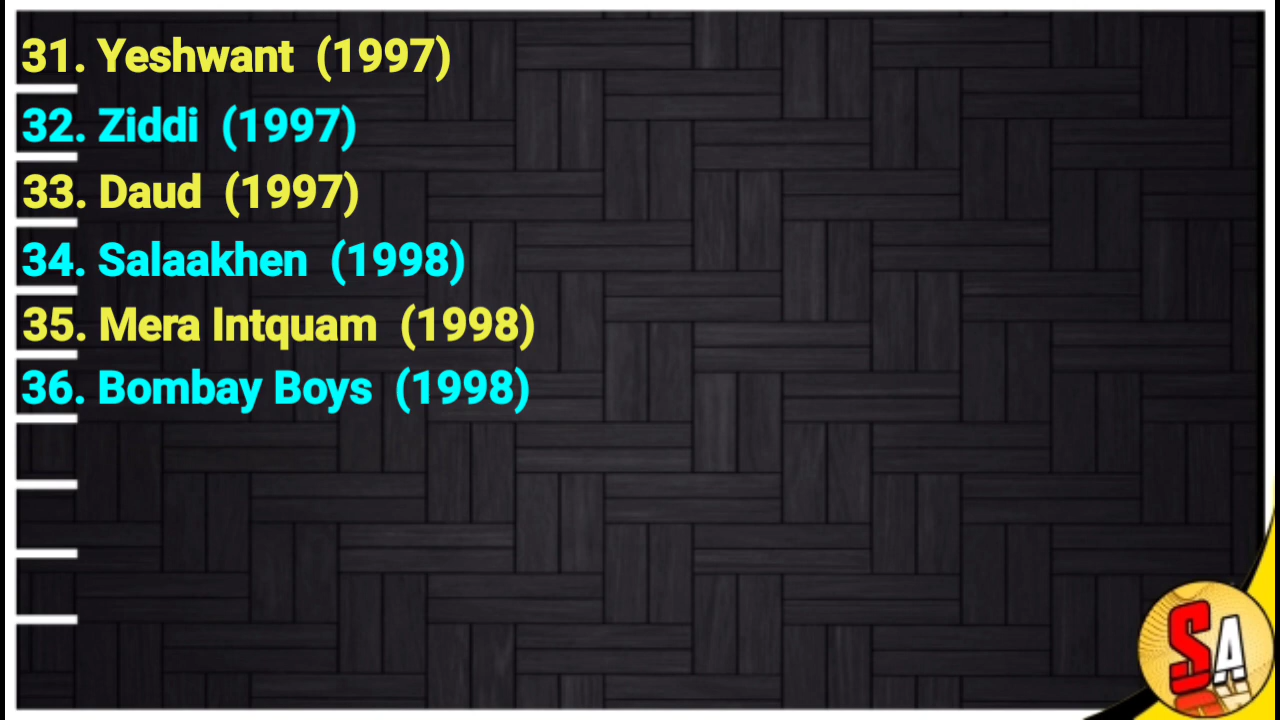 31. Yeshwant (1997)
32. Ziddi (1997)
33. Daud (1997)
34. Salaakhen (1998)
35. Mera Intquam (1998)
36. Bombay Boys (1998)
SA